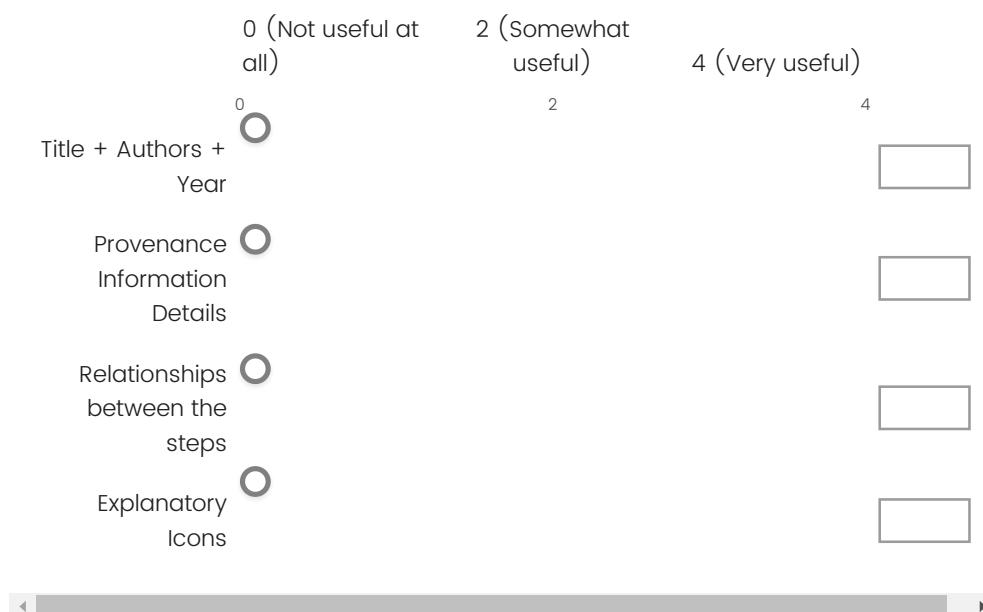 0 (Not useful at all)
2 (Somewhat useful)
4 (Very useful)
0 2 4
Title + Authors +
Year
Provenance
Information
Details
Relationships
between the
steps
Explanatory
Icons